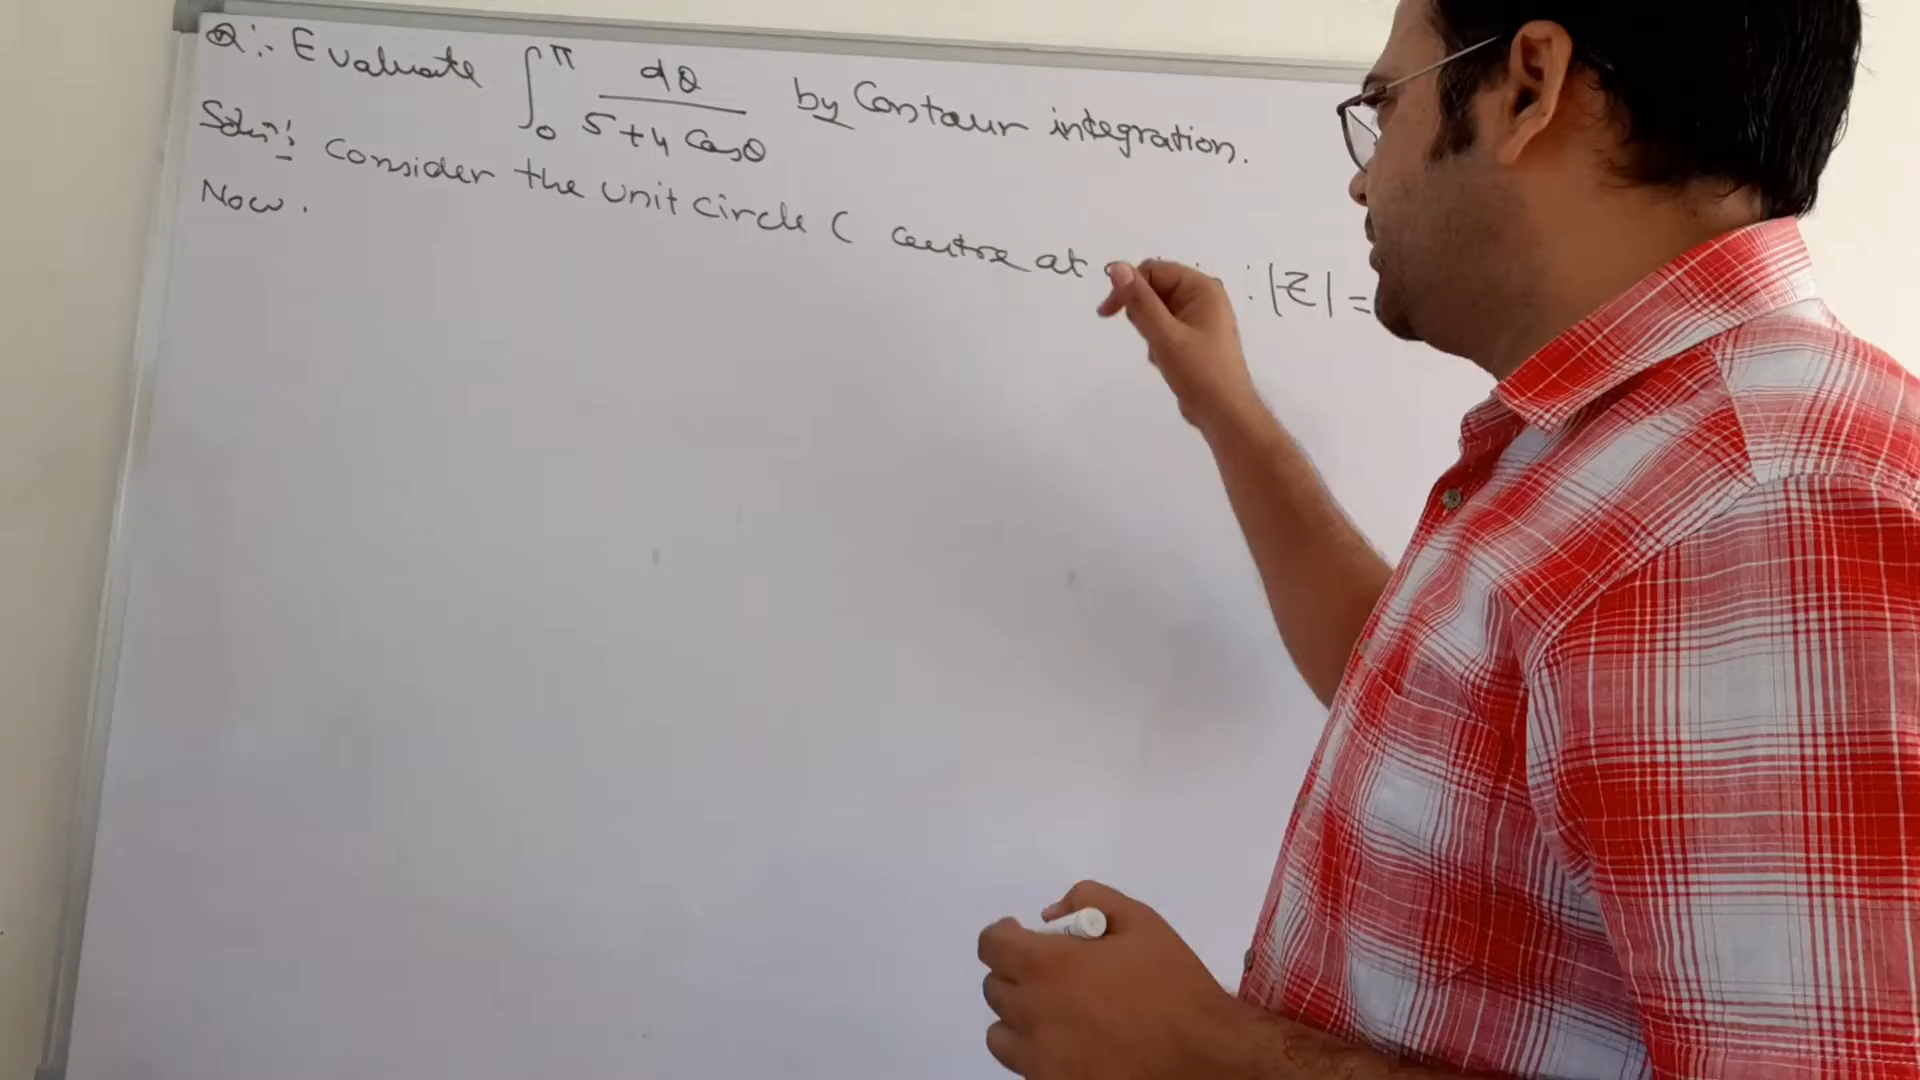 Q:- Evaluate ∫₀^π dθ / (5+4 Cosθ) by Contour integration.
Soln: Consider the Unit Circle C centre at : |Z| =
Now.